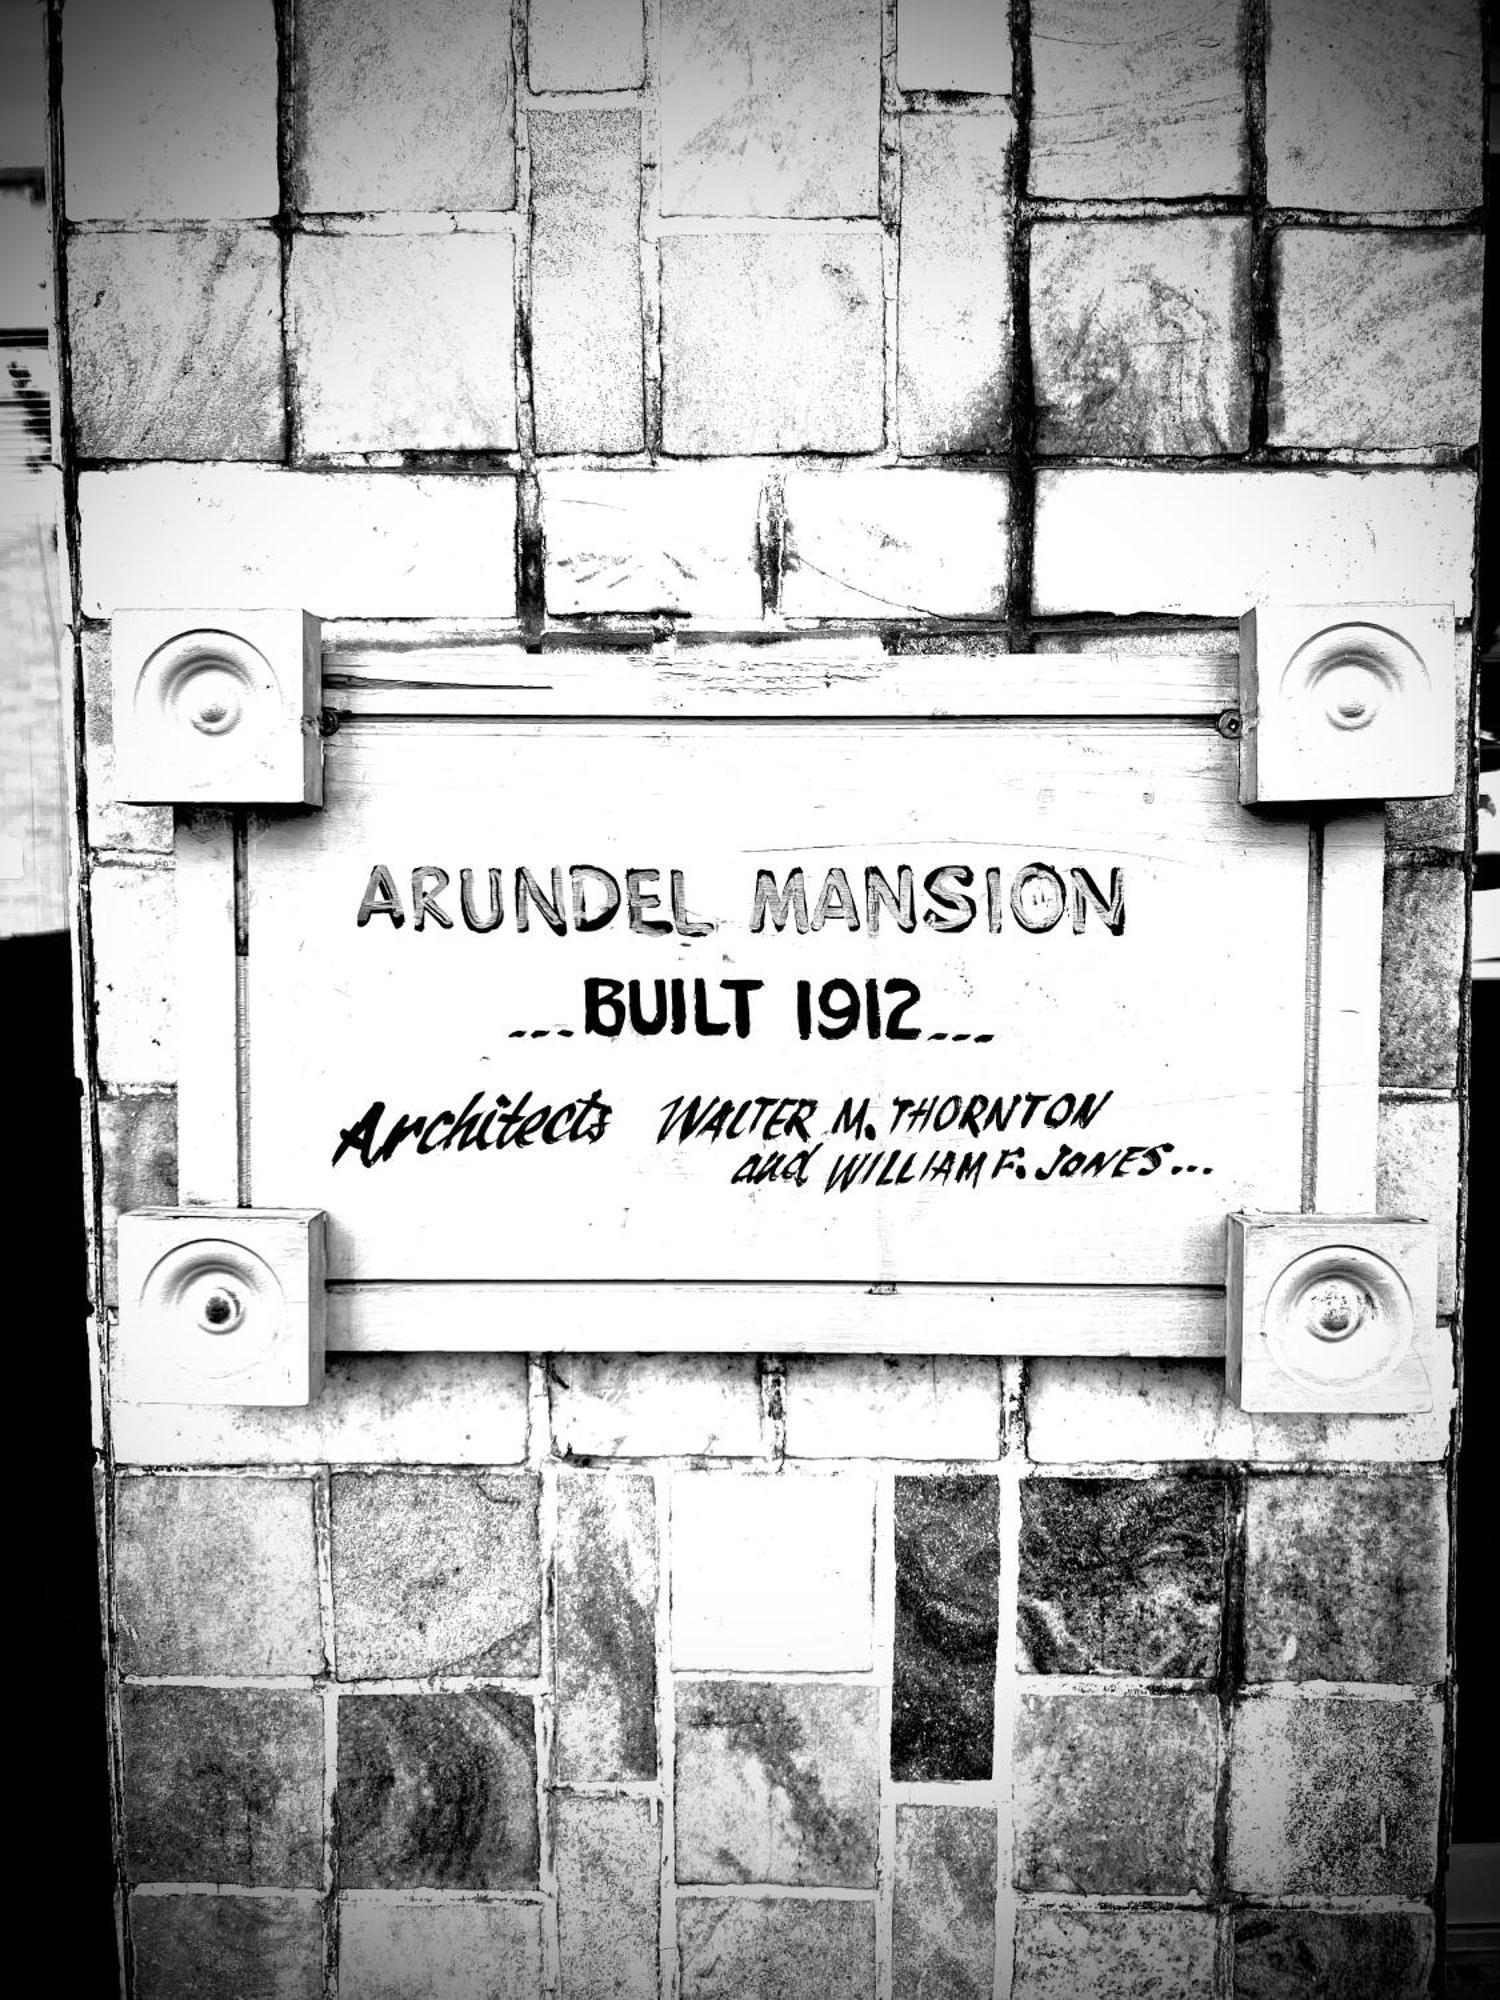 ARUNDEL MANSION
...BUILT 1912...
Architects WALTER M. THORNTON
and WILLIAM F. JONES...